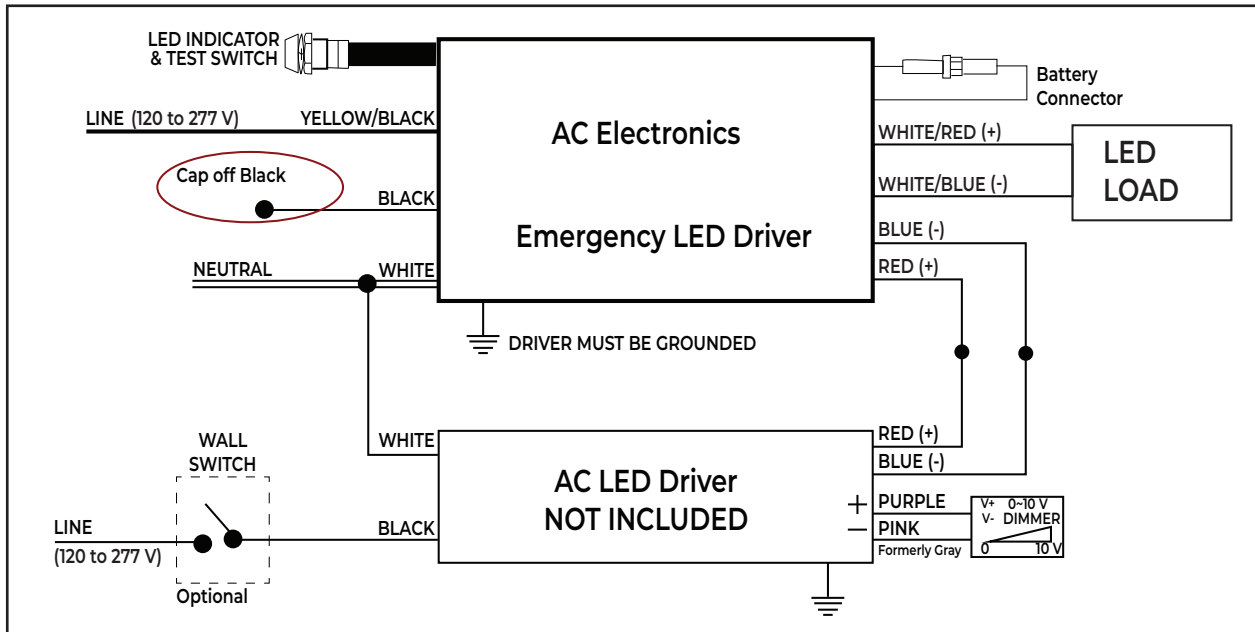 LED INDICATOR
& TEST SWITCH
LINE (120 to 277 V)
YELLOW/BLACK
Cap off Black
BLACK
NEUTRAL
WHITE
AC Electronics
Emergency LED Driver
DRIVER MUST BE GROUNDED
Battery
Connector
WHITE/RED (+)
WHITE/BLUE (-)
LED
LOAD
BLUE (-)
RED (+)
WALL
SWITCH
LINE
(120 to 277 V)
Optional
WHITE
BLACK
AC LED Driver
NOT INCLUDED
RED (+)
BLUE (-)
+ PURPLE
− PINK
Formerly Gray
V+ 0~10 V
V- DIMMER
0 10 V